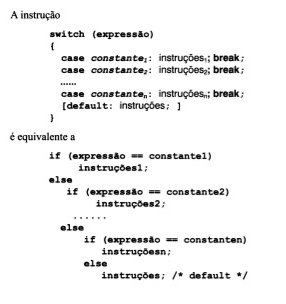 A instrução
switch (expressão)
{
case constante₁: instruções₁; break;
case constante₂: instruções₂; break;
......
case constanteₙ: instruçõesₙ; break;
[default: instruções; ]
}
é equivalente a
if (expressão == constante1)
instruções1;
else
if (expressão == constante2)
instruções2;
......
else
if (expressão == constanten)
instruçõesn;
else
instruções; /* default */